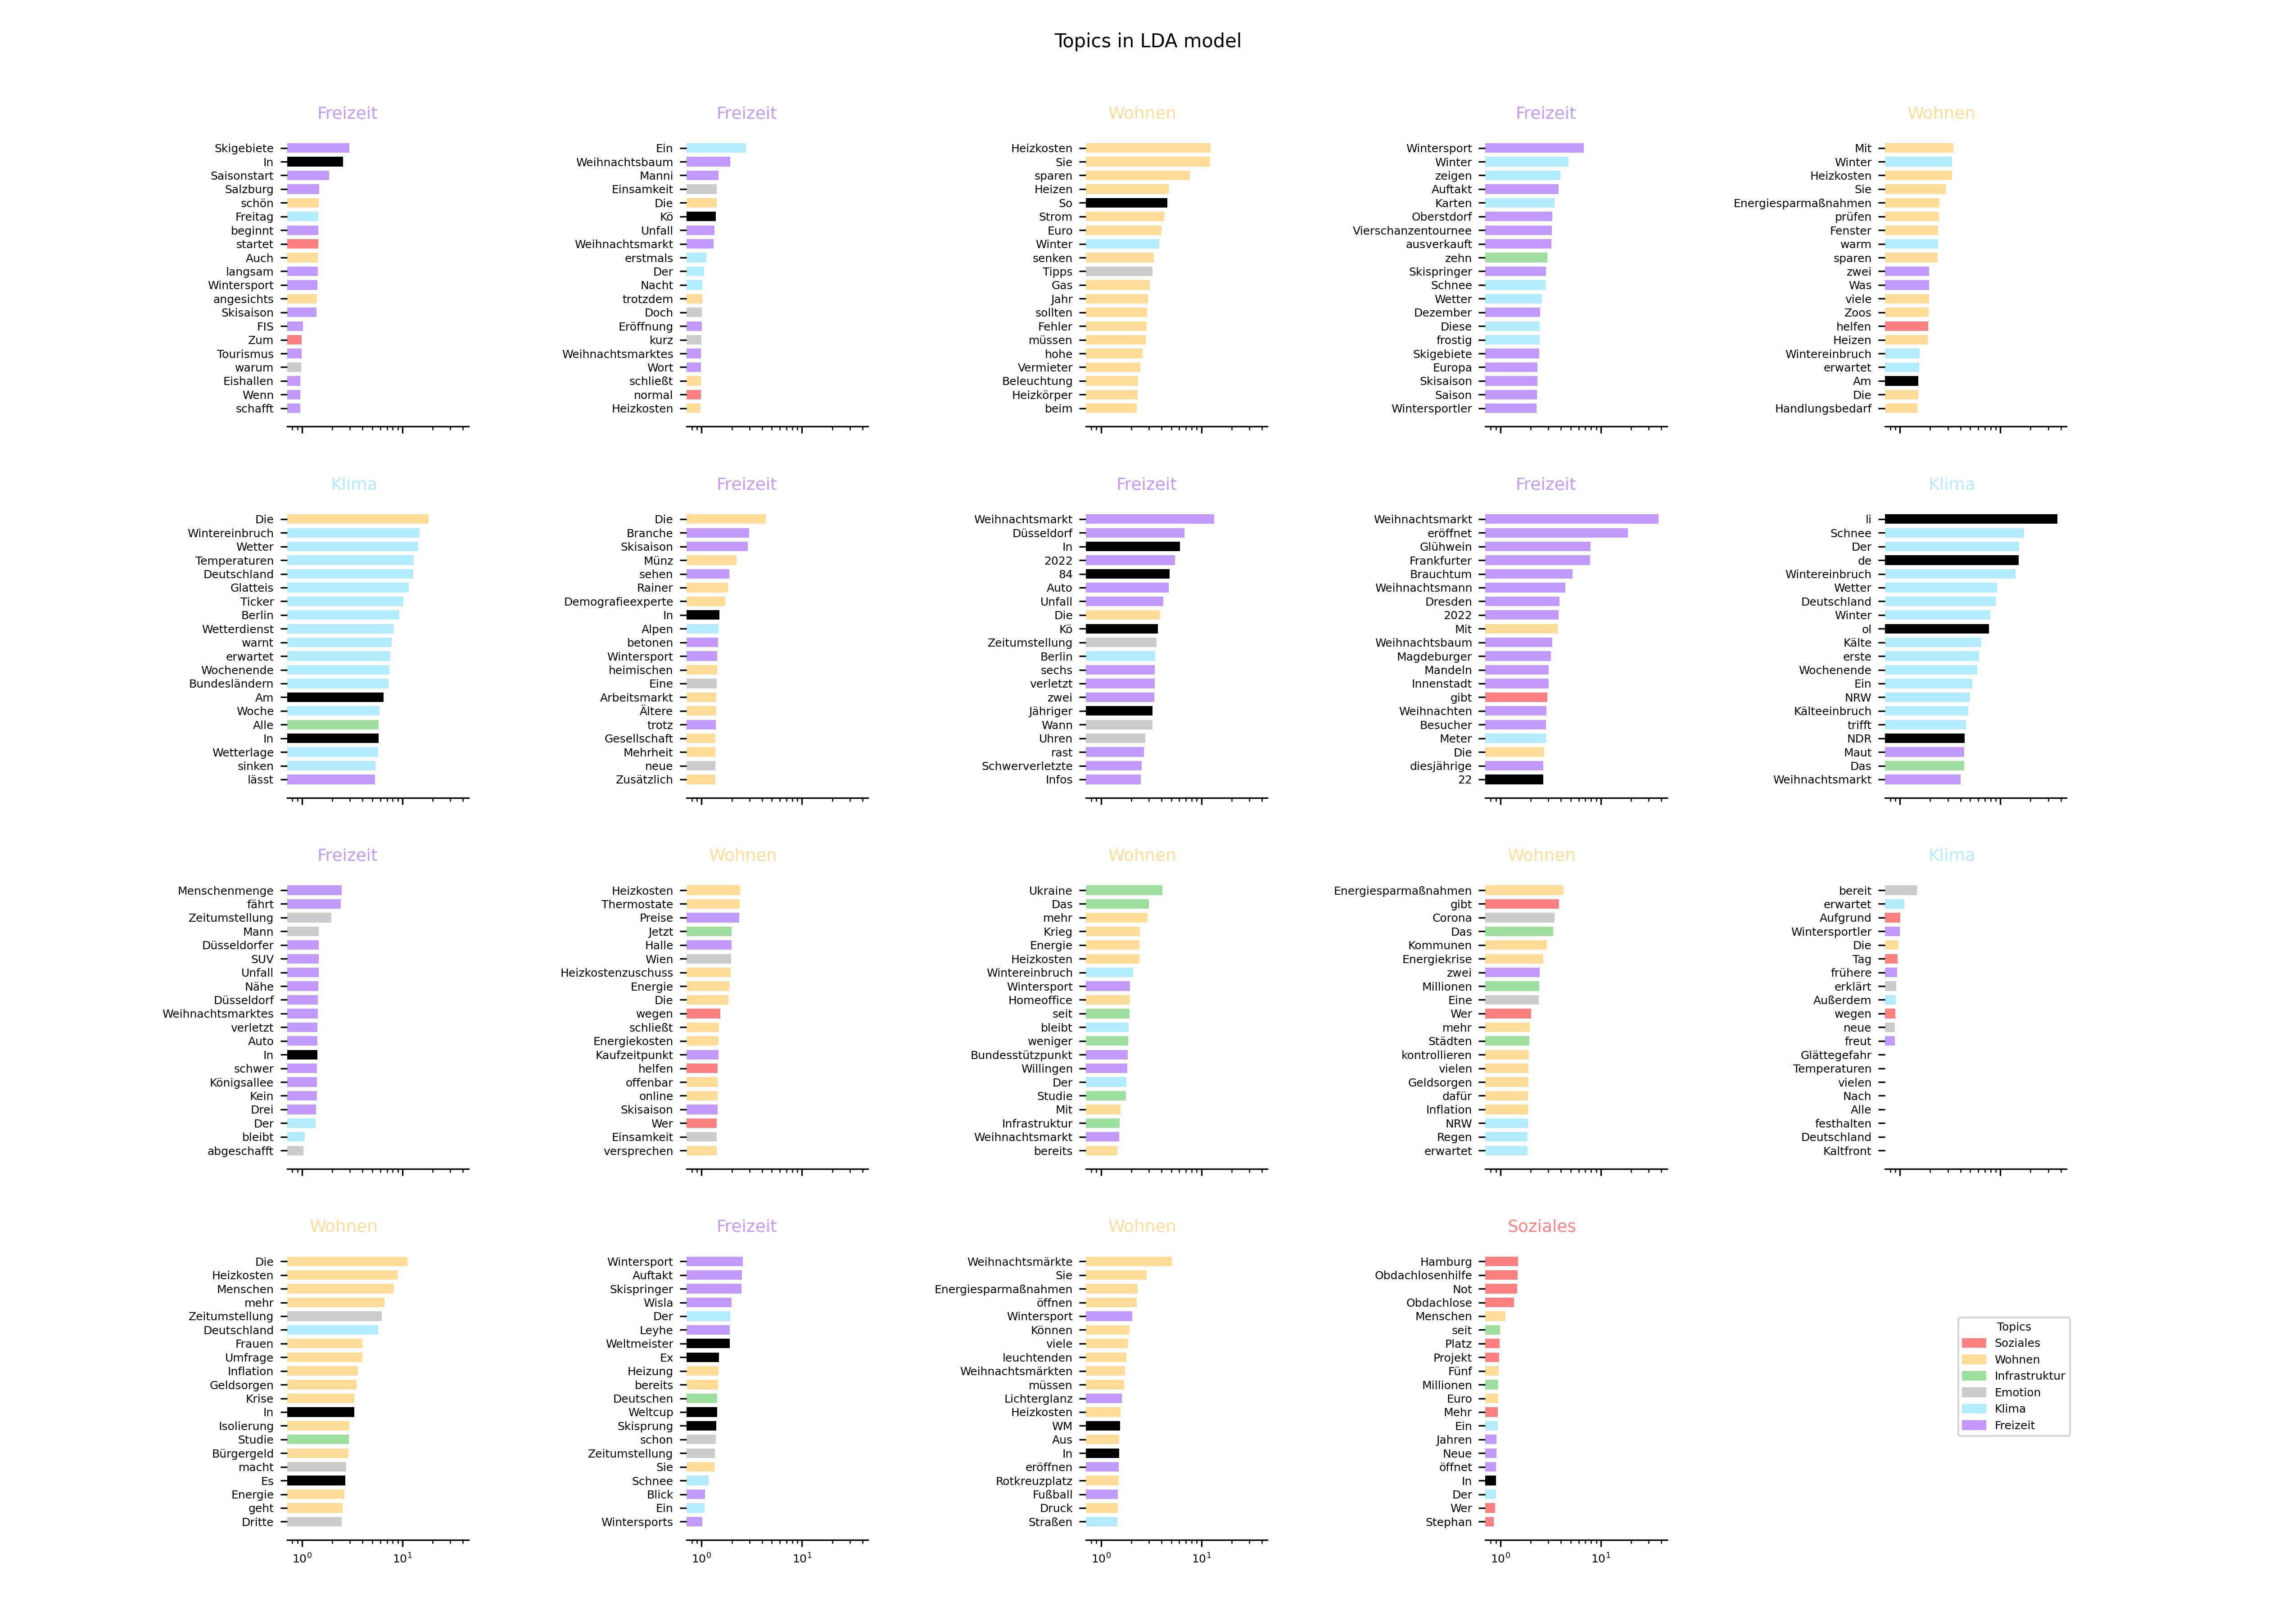 Topics in LDA model
Freizeit
Skigebiete
In
Saisonstart
Salzburg
schön
Freitag
beginnt
startet
Auch
langsam
Wintersport
angesichts
Skisaison
FIS
Zum
Tourismus
warum
Eishallen
Wenn
schafft
Freizeit
Ein
Weihnachtsbaum
Manni
Einsamkeit
Die
Kö
Unfall
Weihnachtsmarkt
erstmals
Der
Nacht
trotzdem
Doch
Eröffnung
kurz
Weihnachtsmarktes
Wort
schließt
normal
Heizkosten
Wohnen
Heizkosten
Sie
sparen
Heizen
So
Strom
Euro
Winter
senken
Tipps
Gas
Jahr
sollten
Fehler
müssen
hohe
Vermieter
Beleuchtung
Heizkörper
beim
Freizeit
Wintersport
Winter
zeigen
Auftakt
Karten
Oberstdorf
Vierschanzentournee
ausverkauft
zehn
Skispringer
Schnee
Wetter
Dezember
Diese
frostig
Skigebiete
Europa
Skisaison
Saison
Wintersportler
Wohnen
Mit
Winter
Heizkosten
Sie
Energiesparmaßnahmen
prüfen
Fenster
warm
sparen
zwei
Was
viele
Zoos
helfen
Heizen
Wintereinbruch
erwartet
Am
Die
Handlungsbedarf
Klima
Die
Wintereinbruch
Wetter
Temperaturen
Deutschland
Glatteis
Ticker
Berlin
Wetterdienst
warnt
erwartet
Wochenende
Bundesländern
Am
Woche
Alle
In
Wetterlage
sinken
lässt
Freizeit
Die
Branche
Skisaison
Münz
sehen
Rainer
Demografieexperte
In
Alpen
betonen
Wintersport
heimischen
Eine
Arbeitsmarkt
Ältere
trotz
Gesellschaft
Mehrheit
neue
Zusätzlich
Freizeit
Weihnachtsmarkt
Düsseldorf
In
2022
84
Auto
Unfall
Die
Kö
Zeitumstellung
Berlin
sechs
verletzt
zwei
Jähriger
Wann
Uhren
rast
Schwerverletzte
Infos
Freizeit
Weihnachtsmarkt
eröffnet
Glühwein
Frankfurter
Brauchtum
Weihnachtsmann
Dresden
2022
Mit
Weihnachtsbaum
Magdeburger
Mandeln
Innenstadt
gibt
Weihnachten
Besucher
Meter
Die
diesjährige
22
Klima
li
Schnee
Der
de
Wintereinbruch
Wetter
Deutschland
Winter
ol
Kälte
erste
Wochenende
Ein
NRW
Kälteeinbruch
trifft
NDR
Maut
Das
Weihnachtsmarkt
Freizeit
Menschenmenge
fährt
Zeitumstellung
Mann
Düsseldorfer
SUV
Unfall
Nähe
Düsseldorf
Weihnachtsmarktes
verletzt
Auto
In
schwer
Königsallee
Kein
Drei
Der
bleibt
abgeschafft
Wohnen
Heizkosten
Thermostate
Preise
Jetzt
Halle
Wien
Heizkostenzuschuss
Energie
Die
wegen
schließt
Energiekosten
Kaufzeitpunkt
helfen
offenbar
online
Skisaison
Wer
Einsamkeit
versprechen
Wohnen
Ukraine
Das
mehr
Krieg
Energie
Heizkosten
Wintereinbruch
Wintersport
Homeoffice
seit
bleibt
weniger
Bundesstützpunkt
Willingen
Der
Studie
Mit
Infrastruktur
Weihnachtsmarkt
bereits
Wohnen
Energiesparmaßnahmen
gibt
Corona
Das
Kommunen
Energiekrise
zwei
Millionen
Eine
Wer
mehr
Städten
kontrollieren
vielen
Geldsorgen
dafür
Inflation
NRW
Regen
erwartet
Klima
bereit
erwartet
Aufgrund
Wintersportler
Die
Tag
frühere
erklärt
Außerdem
wegen
neue
freut
Glättegefahr
Temperaturen
vielen
Nach
Alle
festhalten
Deutschland
Kaltfront
Wohnen
Die
Heizkosten
Menschen
mehr
Zeitumstellung
Deutschland
Frauen
Umfrage
Inflation
Geldsorgen
Krise
In
Isolierung
Studie
Bürgergeld
macht
Es
Energie
geht
Dritte
10⁰ 10¹
Freizeit
Wintersport
Auftakt
Skispringer
Wisla
Der
Leyhe
Weltmeister
Ex
Heizung
bereits
Deutschen
Weltcup
Skisprung
schon
Zeitumstellung
Sie
Schnee
Blick
Ein
Wintersports
10⁰ 10¹
Wohnen
Weihnachtsmärkte
Sie
Energiesparmaßnahmen
öffnen
Wintersport
Können
viele
leuchtenden
Weihnachtsmärkten
müssen
Lichterglanz
Heizkosten
WM
Aus
In
eröffnen
Rotkreuzplatz
Fußball
Druck
Straßen
10⁰ 10¹
Soziales
Hamburg
Obdachlosenhilfe
Not
Obdachlose
Menschen
seit
Platz
Projekt
Fünf
Millionen
Euro
Mehr
Ein
Jahren
Neue
öffnet
In
Der
Wer
Stephan
10⁰ 10¹
Topics
Soziales
Wohnen
Infrastruktur
Emotion
Klima
Freizeit